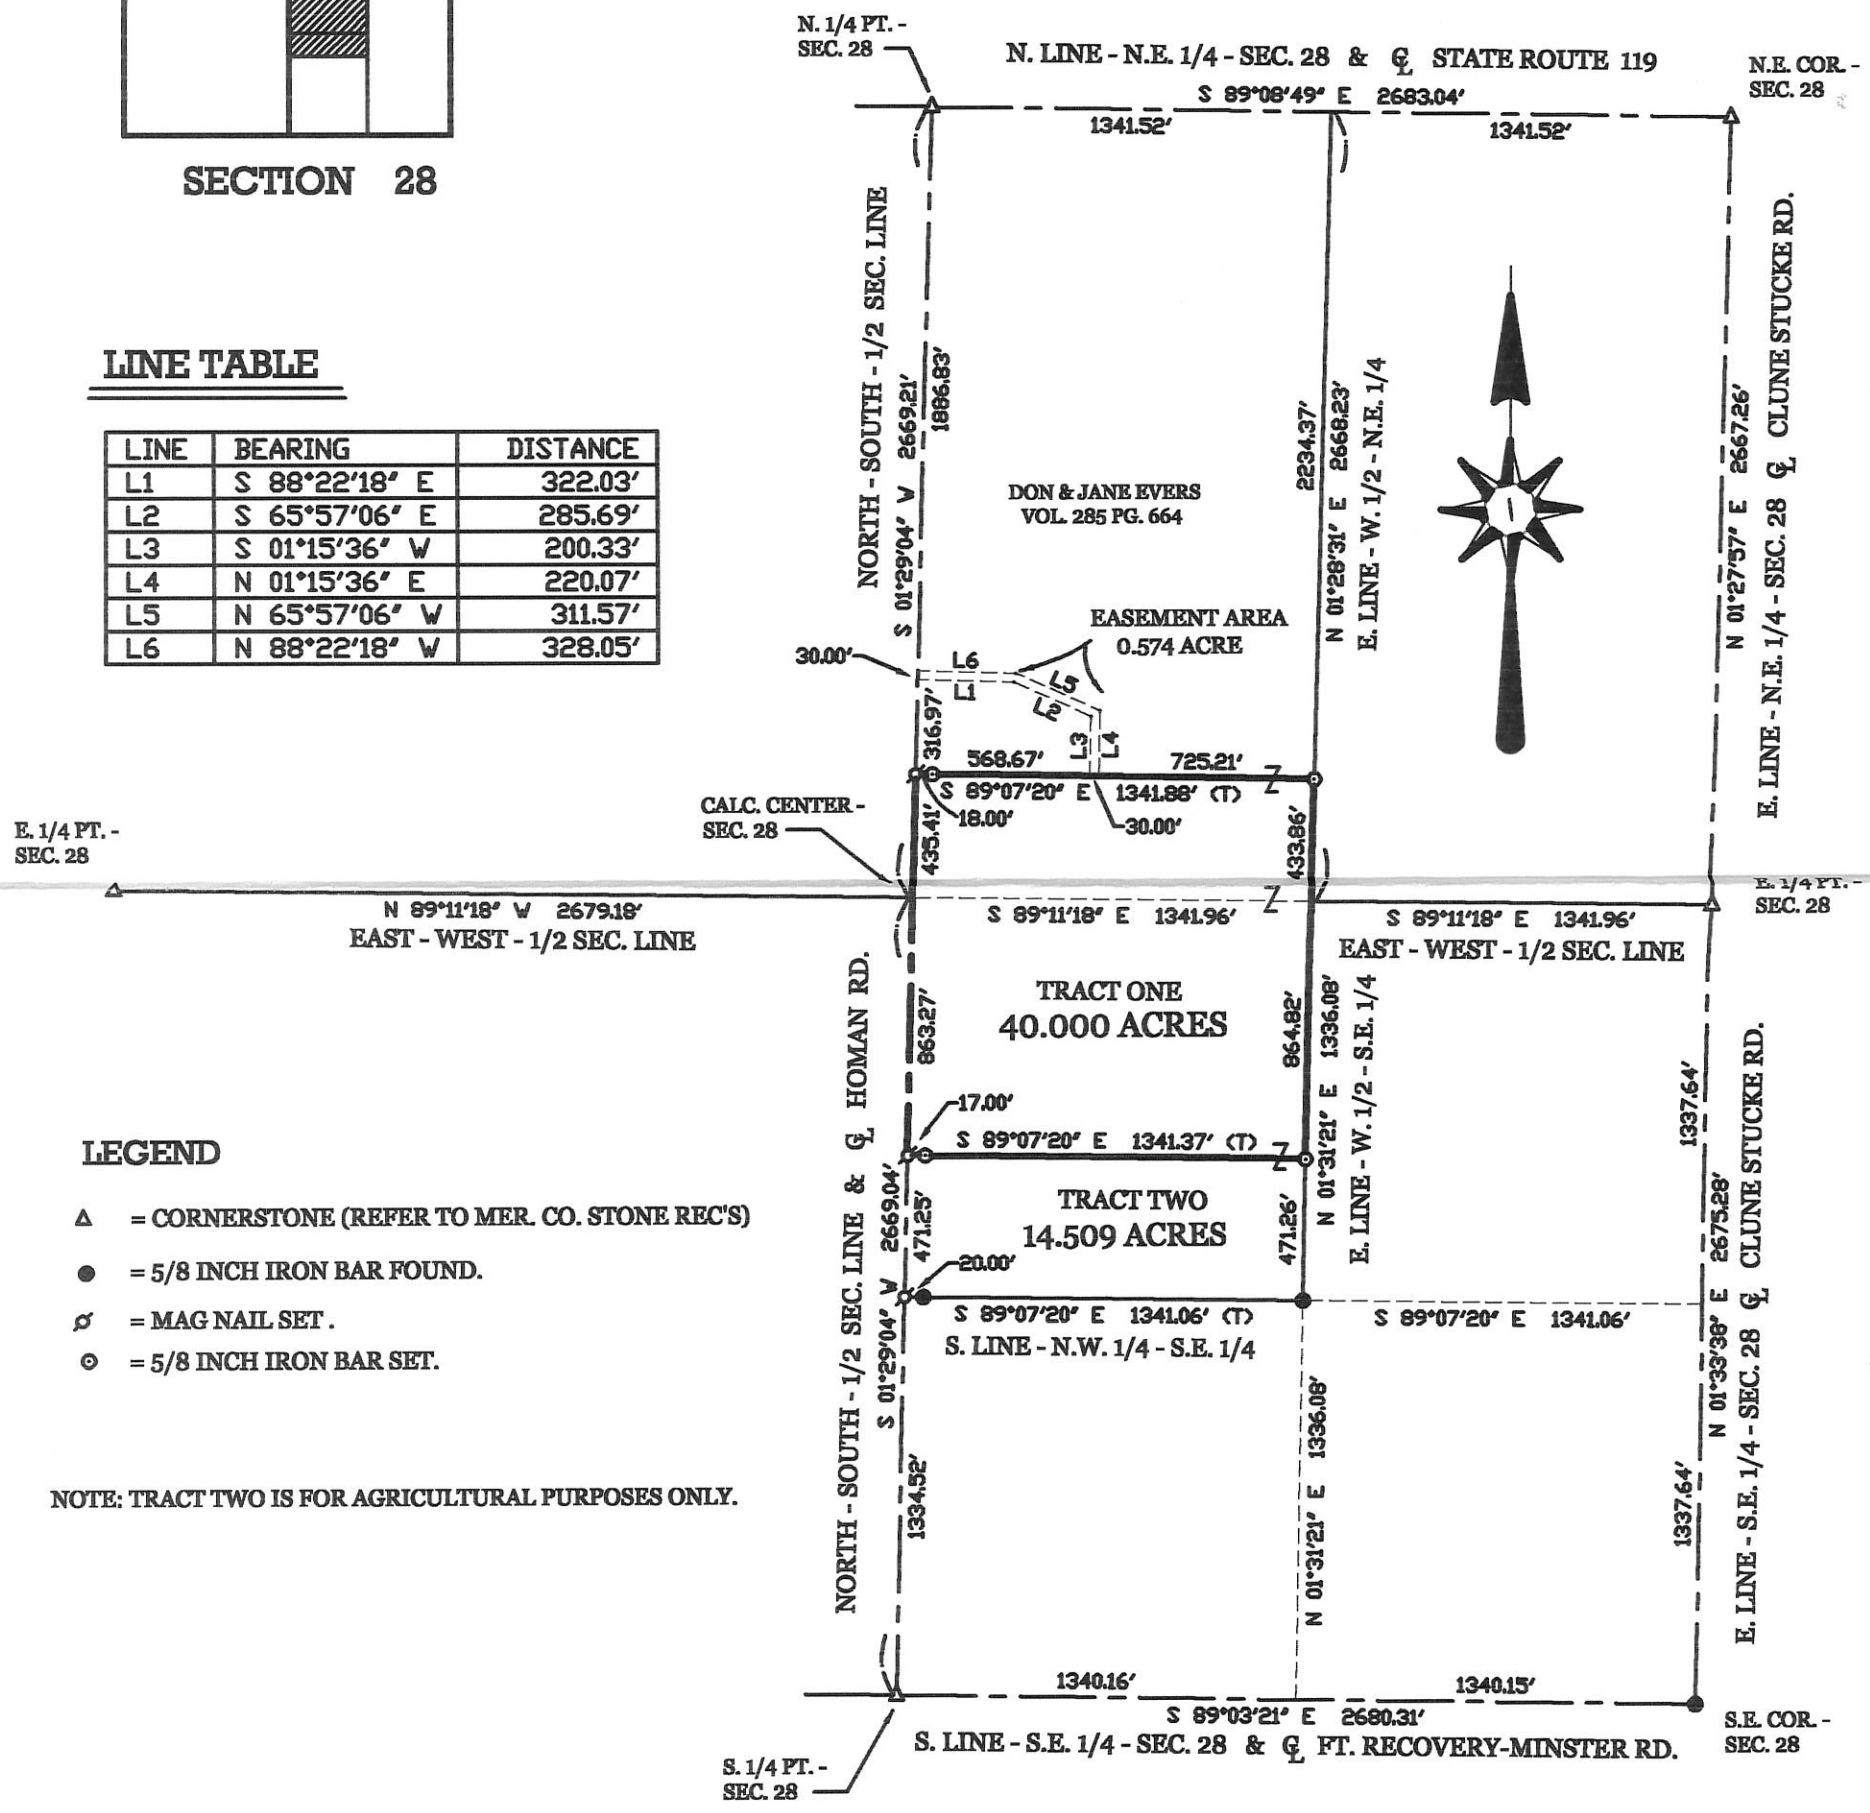 SECTION 28
LINE TABLE
LINE BEARING DISTANCE
L1 S 88°22'18" E 322.03'
L2 S 65°57'06" E 285.69'
L3 S 01°15'36" W 200.33'
L4 N 01°15'36" E 220.07'
L5 N 65°57'06" W 311.57'
L6 N 88°22'18" W 328.05'
N. 1/4 PT. -
SEC. 28
N. LINE - N.E. 1/4 - SEC. 28 & ℄ STATE ROUTE 119
S 89°08'49" E 2683.04'
1341.52'
1341.52'
N.E. COR. -
SEC. 28
NORTH - SOUTH - 1/2 SEC. LINE
S 01°29'04" W 2669.21'
1886.83'
DON & JANE EVERS
VOL. 285 PG. 664
2234.37'
N 01°28'31" E 2668.23'
E. LINE - W. 1/2 - N.E. 1/4
N 01°27'57" E 2667.26'
E. LINE - N.E. 1/4 - SEC. 28 ℄ CLUNE STUCKE RD.
EASEMENT AREA
0.574 ACRE
30.00'
L6
L1
L5
L2
L3
L4
316.97'
568.67'
725.21'
S 89°07'20" E 1341.88' (T)
18.00'
30.00'
CALC. CENTER -
SEC. 28
435.41'
433.86'
E. 1/4 PT. -
SEC. 28
N 89°11'18" W 2679.18'
EAST - WEST - 1/2 SEC. LINE
S 89°11'18" E 1341.96'
S 89°11'18" E 1341.96'
EAST - WEST - 1/2 SEC. LINE
E. 1/4 PT. -
SEC. 28
TRACT ONE
40.000 ACRES
863.27'
864.82'
N 01°31'21" E 1336.08'
E. LINE - W. 1/2 - S.E. 1/4
17.00'
S 89°07'20" E 1341.37' (T)
TRACT TWO
14.509 ACRES
471.25'
471.26'
20.00'
S 89°07'20" E 1341.06' (T)
S. LINE - N.W. 1/4 - S.E. 1/4
S 89°07'20" E 1341.06'
NORTH - SOUTH - 1/2 SEC. LINE & ℄ HOMAN RD.
S 01°29'04" W 2669.04'
1334.52'
N 01°31'21" E 1336.08'
1337.64'
1337.64'
N 01°33'38" E 2675.28'
E. LINE - S.E. 1/4 - SEC. 28 ℄ CLUNE STUCKE RD.
LEGEND
△ = CORNERSTONE (REFER TO MER. CO. STONE REC'S)
● = 5/8 INCH IRON BAR FOUND.
= MAG NAIL SET .
⊙ = 5/8 INCH IRON BAR SET.
NOTE: TRACT TWO IS FOR AGRICULTURAL PURPOSES ONLY.
1340.16'
1340.15'
S 89°03'21" E 2680.31'
S. LINE - S.E. 1/4 - SEC. 28 & ℄ FT. RECOVERY-MINSTER RD.
S. 1/4 PT. -
SEC. 28
S.E. COR. -
SEC. 28